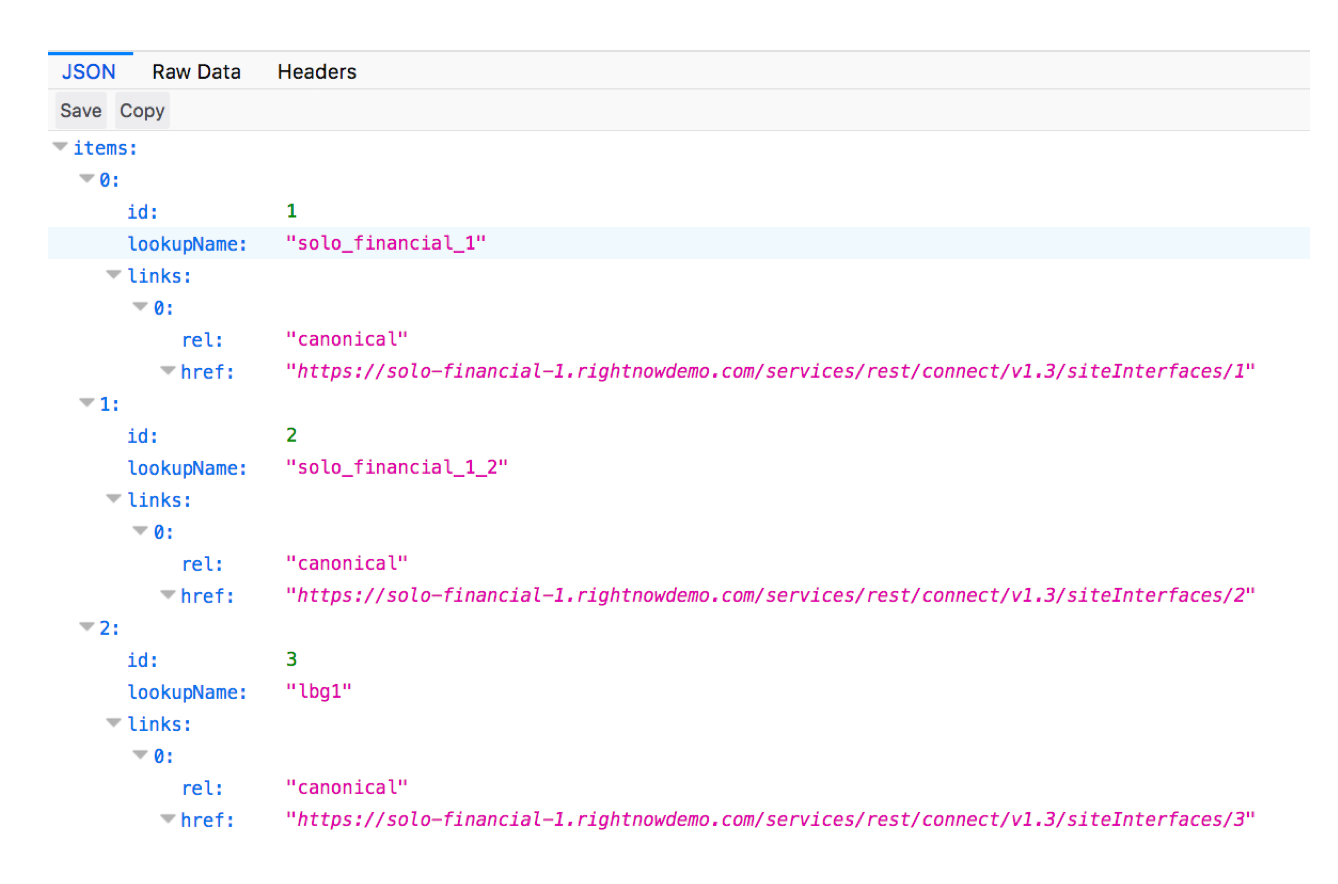 JSON Raw Data Headers
Save Copy
items:
0:
id: 1
lookupName: "solo_financial_1"
links:
0:
rel: "canonical"
href: "https://solo-financial-1.rightnowdemo.com/services/rest/connect/v1.3/siteInterfaces/1"
1:
id: 2
lookupName: "solo_financial_1_2"
links:
0:
rel: "canonical"
href: "https://solo-financial-1.rightnowdemo.com/services/rest/connect/v1.3/siteInterfaces/2"
2:
id: 3
lookupName: "lbg1"
links:
0:
rel: "canonical"
href: "https://solo-financial-1.rightnowdemo.com/services/rest/connect/v1.3/siteInterfaces/3"